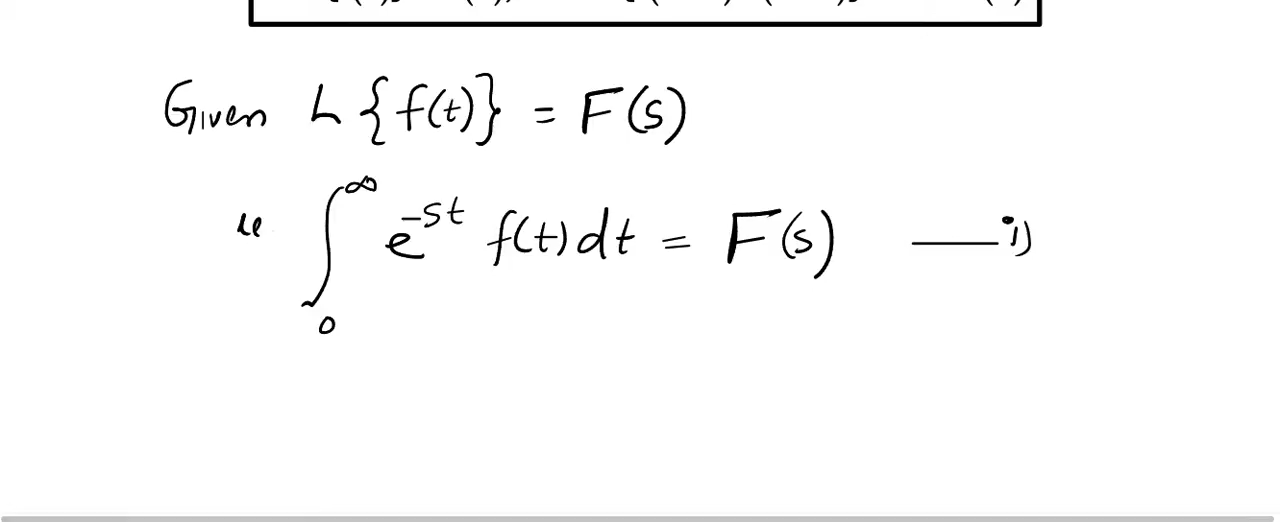 Given L{f(t)} = F(s)
ie ∫₀^∞ e^-st f(t) dt = F(s) —— i)